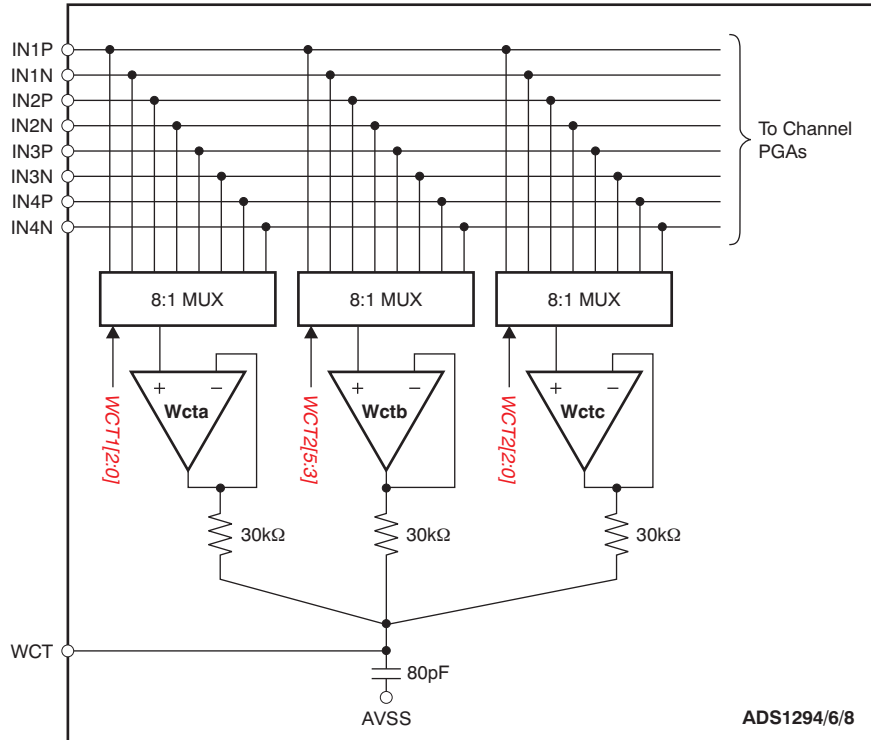 IN1P
IN1N
IN2P
IN2N
IN3P
IN3N
IN4P
IN4N
To Channel
PGAs
8:1 MUX
8:1 MUX
8:1 MUX
+ −
+ −
+ −
Wcta
Wctb
Wctc
WCT1[2:0]
WCT2[5:3]
WCT2[2:0]
30kΩ
30kΩ
30kΩ
WCT
80pF
AVSS
ADS1294/6/8